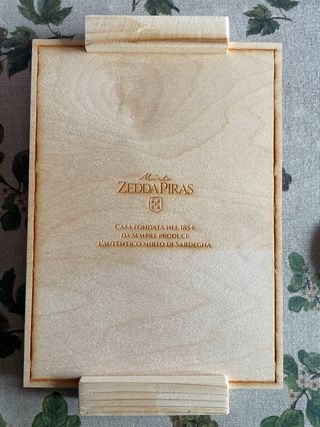 Mirto
ZEDDA PIRAS
CASA FONDATA NEL 1854,
DA SEMPRE PRODUCE
L'AUTENTICO MIRTO DI SARDEGNA